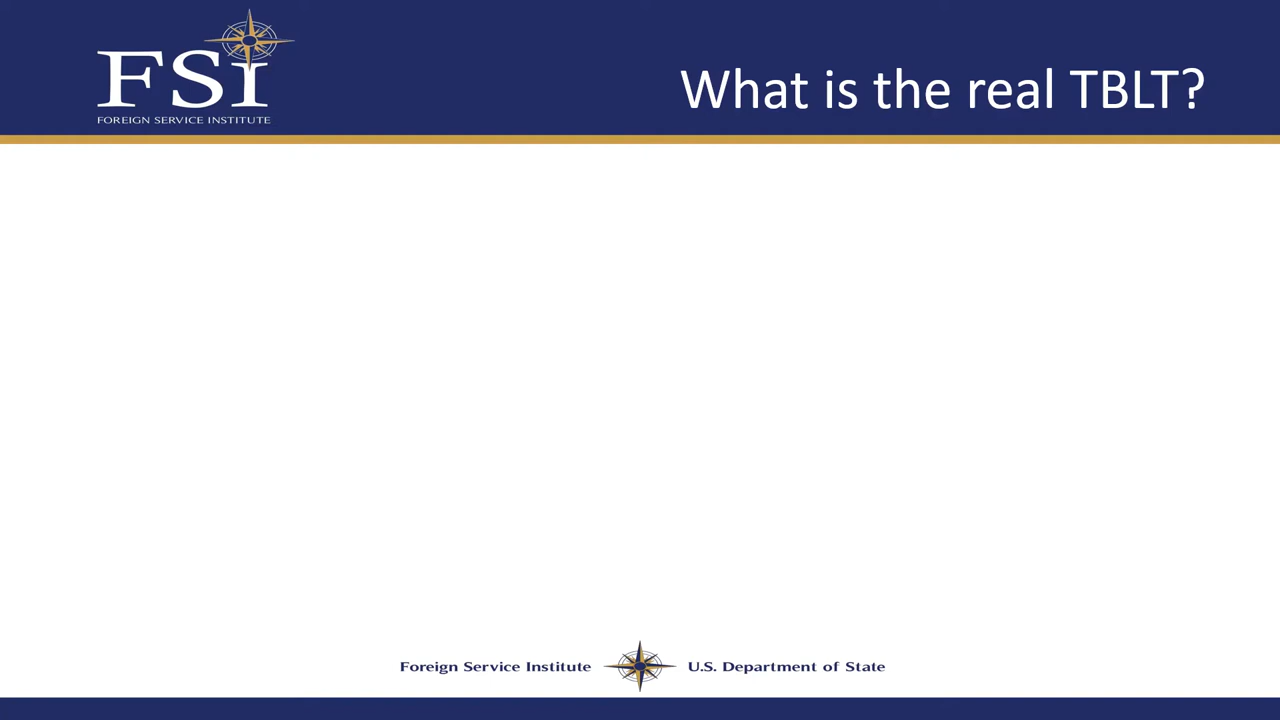 FSI
FOREIGN SERVICE INSTITUTE
What is the real TBLT?
Foreign Service Institute
U.S. Department of State